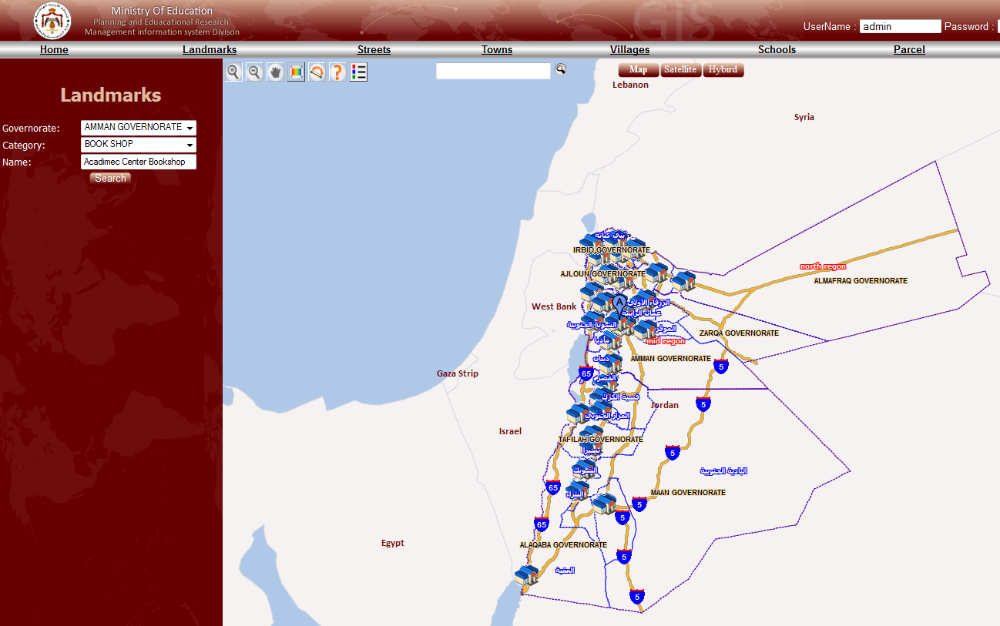 Ministry Of Education
Planning and Educational Research
Management information system Divison
GIS
UserName : admin Password :
Home Landmarks Streets Towns Villages Schools Parcel
Map Satellite Hybird
Landmarks
Governorate: AMMAN GOVERNORATE
Category: BOOK SHOP
Name: Acadimec Center Bookshop
Search
Lebanon
Syria
بني كنانة
IRBID GOVERNORATE
north regon
AJLOUN GOVERNORATE
ALMAFRAQ GOVERNORATE
A
الزرقاء الاولى
West Bank
عمان الرابعة
الشونة الجنوبية
الموقر
ZARQA GOVERNORATE
مادبا
mid regon
ذيبان
AMMAN GOVERNORATE
5
Gaza Strip
65
القصر
قصبة الكرك
5
Jordan
المزار الجنوبي
Israel
TAFILAH GOVERNORATE
بصيرا
5
الشوبك
البادية الجنوبية
65
البتراء
MAAN GOVERNORATE
5
5
65
Egypt
ALAQABA GOVERNORATE
5
العقبة
5